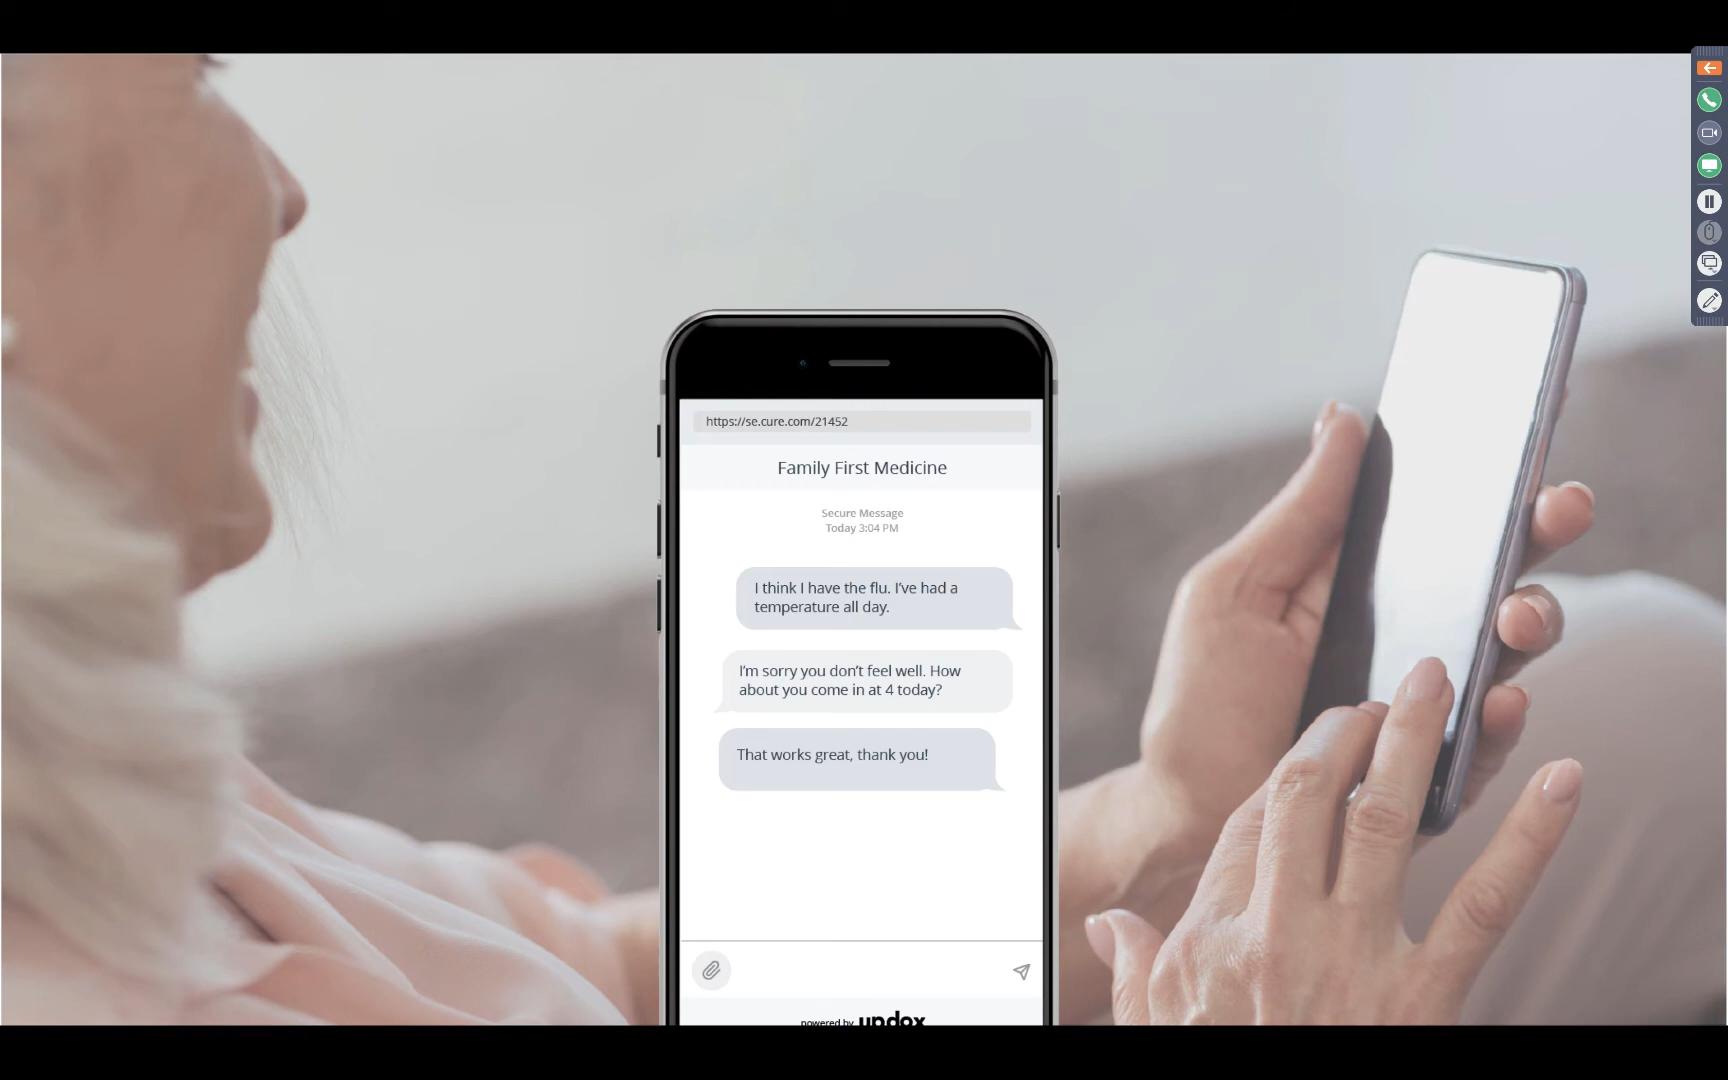 https://se.cure.com/21452
Family First Medicine
Secure Message
Today 3:04 PM
I think I have the flu. I’ve had a
temperature all day.
I’m sorry you don’t feel well. How
about you come in at 4 today?
That works great, thank you!
powered by updox